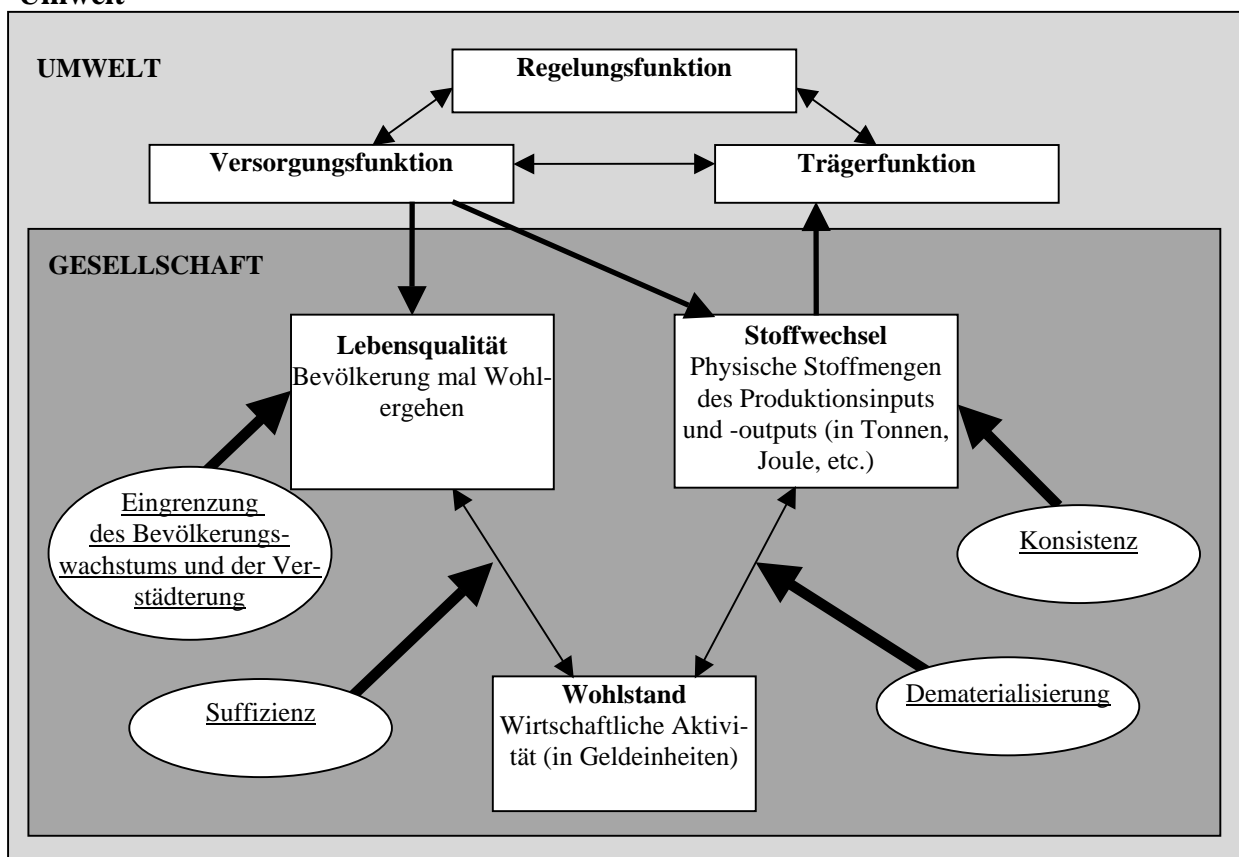 Umwelt
UMWELT
Regelungsfunktion
Versorgungsfunktion
Trägerfunktion
GESELLSCHAFT
Lebensqualität
Bevölkerung mal Wohl-
ergehen
Stoffwechsel
Physische Stoffmengen
des Produktionsinputs
und -outputs (in Tonnen,
Joule, etc.)
Eingrenzung
des Bevölkerungs-
wachstums und der Ver-
städterung
Konsistenz
Suffizienz
Wohlstand
Wirtschaftliche Aktivi-
tät (in Geldeinheiten)
Dematerialisierung